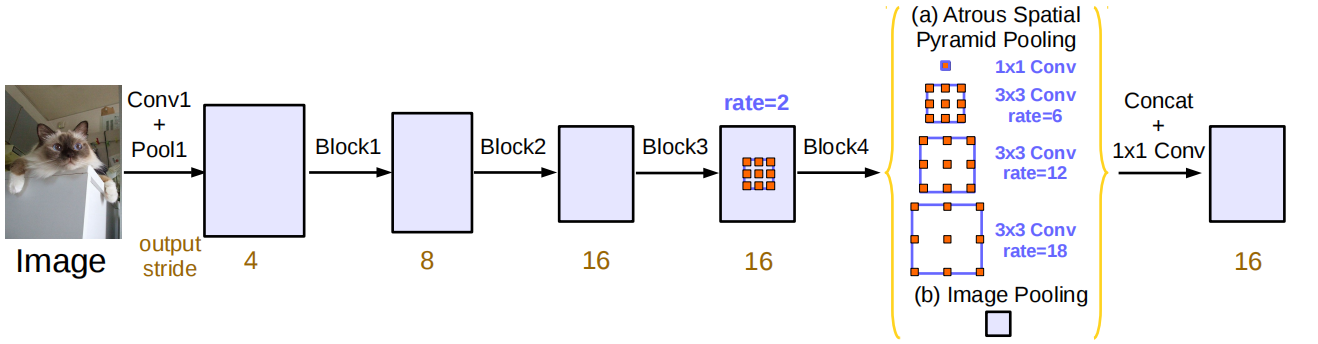 Image
Conv1
+
Pool1
output
stride
4
Block1
8
Block2
16
Block3
rate=2
16
Block4
(a) Atrous Spatial
Pyramid Pooling
1x1 Conv
3x3 Conv
rate=6
3x3 Conv
rate=12
3x3 Conv
rate=18
(b) Image Pooling
Concat
+
1x1 Conv
16